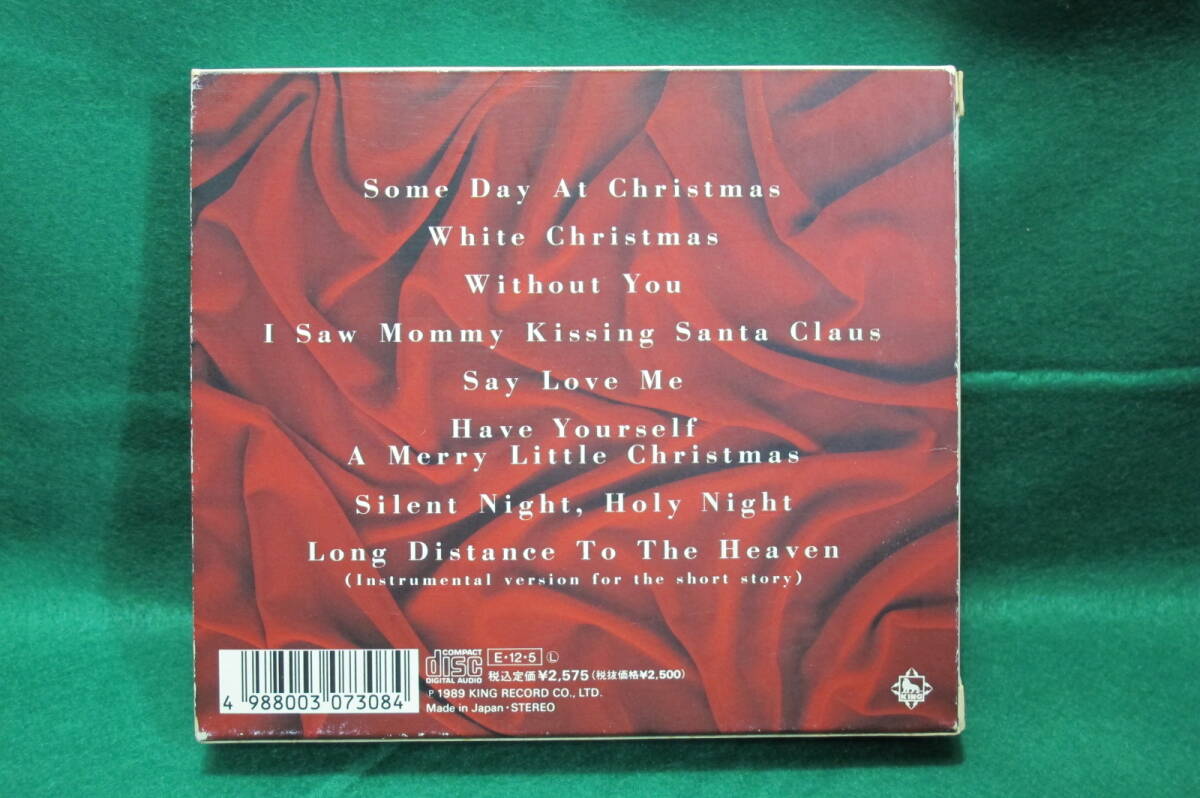 Some Day At Christmas
White Christmas
Without You
I Saw Mommy Kissing Santa Claus
Say Love Me
Have Yourself
A Merry Little Christmas
Silent Night, Holy Night
Long Distance To The Heaven
(Instrumental version for the short story)
4 988003 073084
COMPACT
disc
DIGITAL AUDIO
E・12・5 Ⓛ
税込定価¥2,575(税抜価格¥2,500)
Ⓟ1989 KING RECORD CO., LTD.
Made in Japan・STEREO
KING